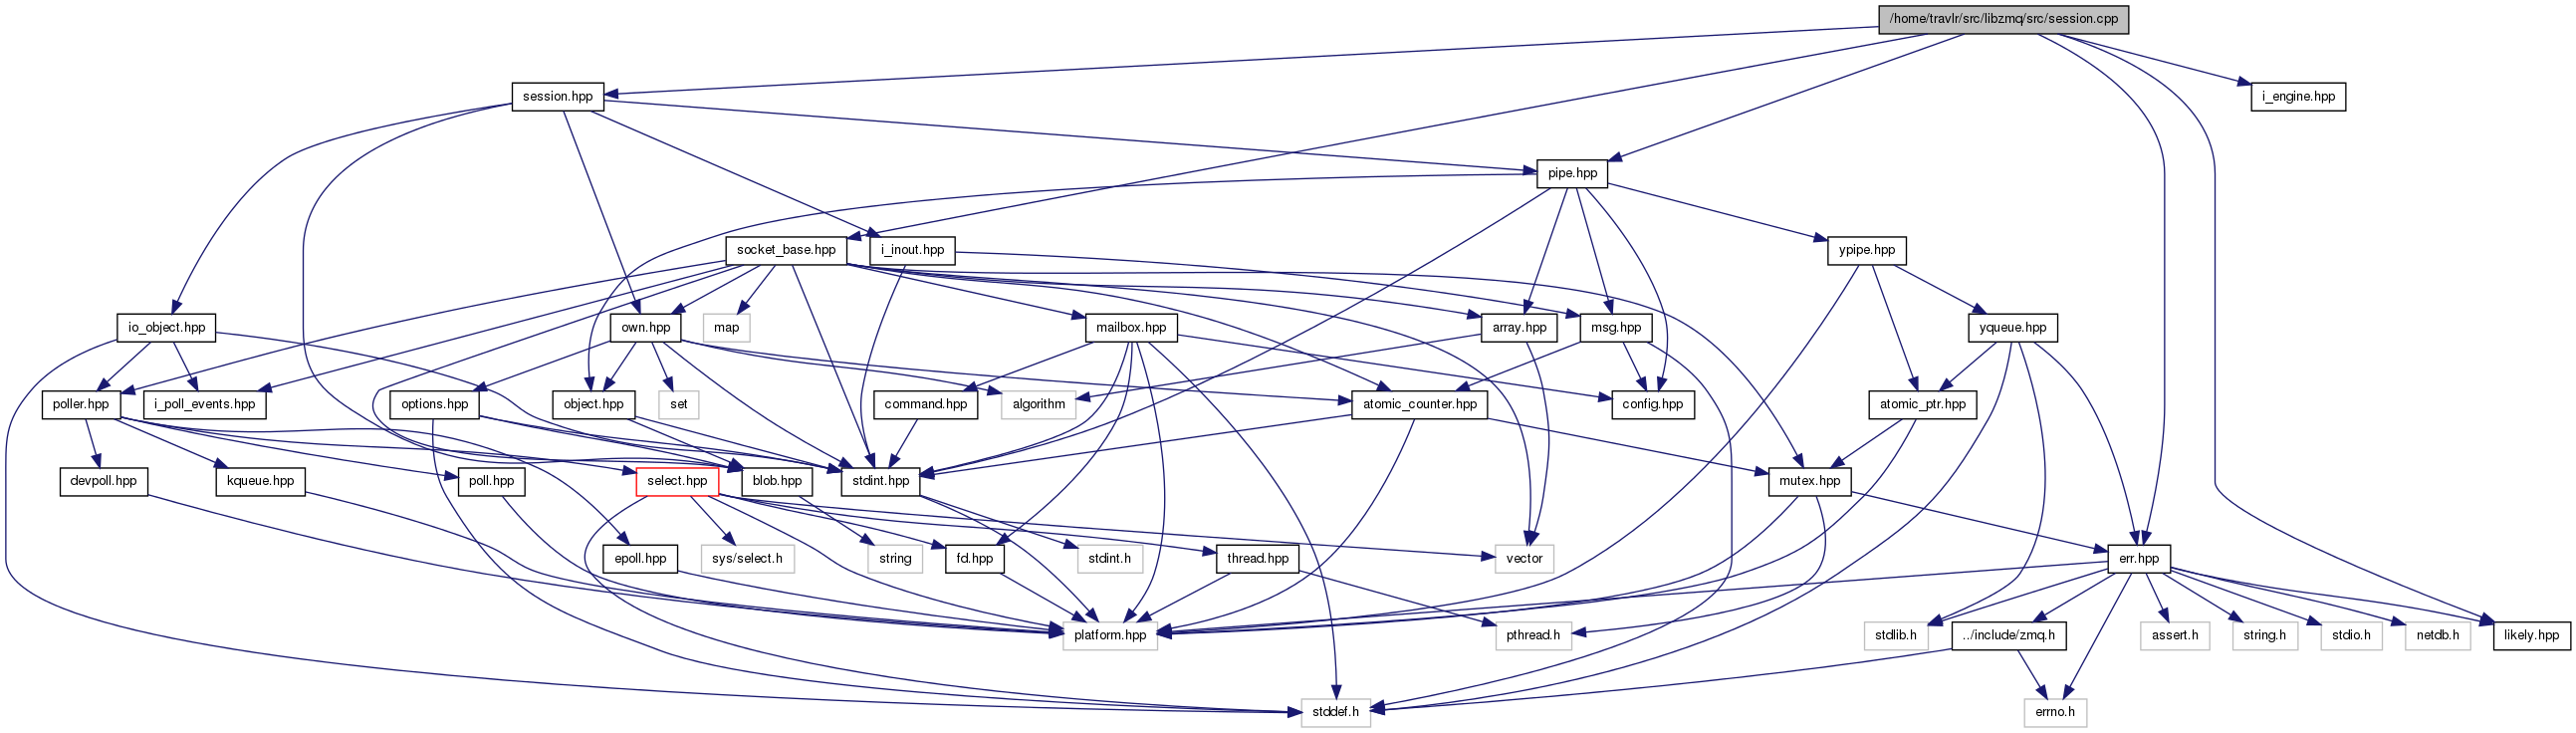 /home/travlr/src/libzmq/src/session.cpp
session.hpp
i_engine.hpp
pipe.hpp
socket_base.hpp
i_inout.hpp
ypipe.hpp
io_object.hpp
own.hpp
map
mailbox.hpp
array.hpp
msg.hpp
yqueue.hpp
poller.hpp
i_poll_events.hpp
options.hpp
object.hpp
set
command.hpp
algorithm
atomic_counter.hpp
config.hpp
atomic_ptr.hpp
devpoll.hpp
kqueue.hpp
poll.hpp
select.hpp
blob.hpp
stdint.hpp
mutex.hpp
epoll.hpp
sys/select.h
string
fd.hpp
stdint.h
thread.hpp
vector
err.hpp
platform.hpp
pthread.h
stdlib.h
../include/zmq.h
assert.h
string.h
stdio.h
netdb.h
likely.hpp
stddef.h
errno.h